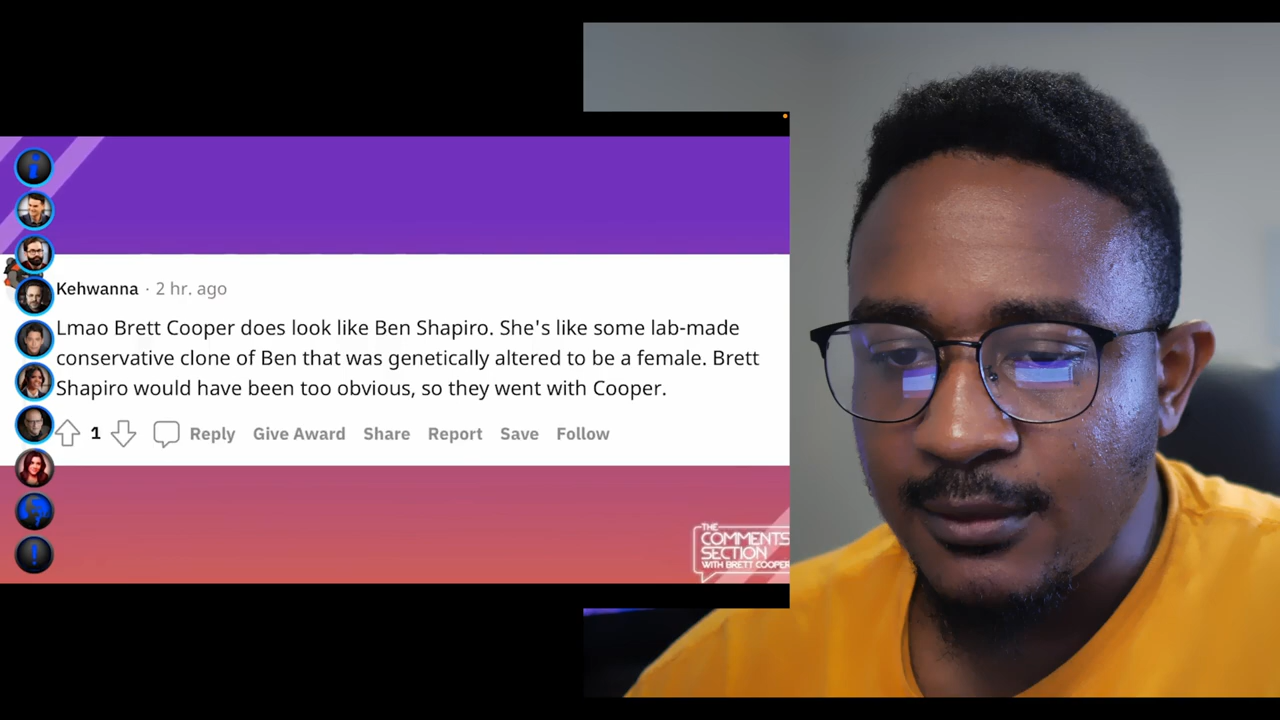 Kehwanna · 2 hr. ago
Lmao Brett Cooper does look like Ben Shapiro. She's like some lab-made
conservative clone of Ben that was genetically altered to be a female. Brett
Shapiro would have been too obvious, so they went with Cooper.
1 Reply Give Award Share Report Save Follow
THE
COMMENTS
SECTION
WITH BRETT COOPER